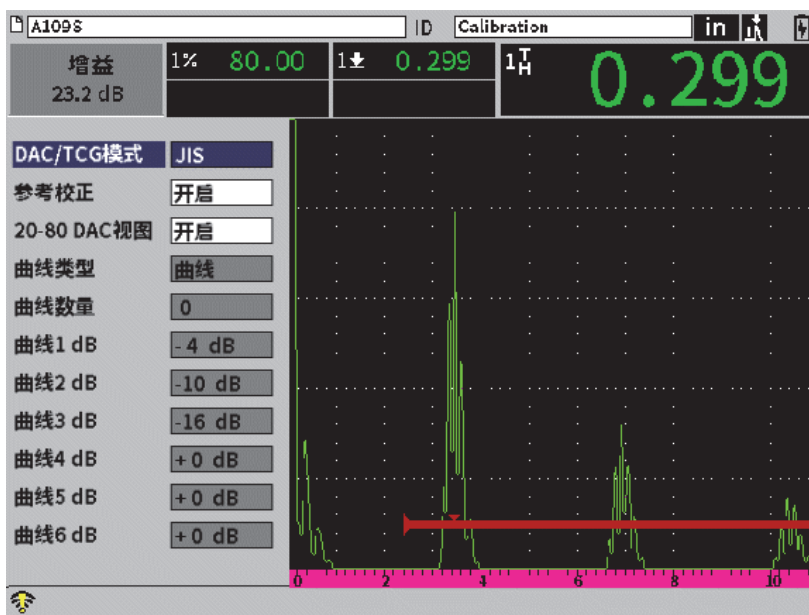 A1098 ID Calibration in
增益 1% 80.00 1 0.299 1 T H 0.299
23.2 dB
DAC/TCG模式 JIS
参考校正 开启
20-80 DAC视图 开启
曲线类型 曲线
曲线数量 0
曲线1 dB -4 dB
曲线2 dB -10 dB
曲线3 dB -16 dB
曲线4 dB +0 dB
曲线5 dB +0 dB
曲线6 dB +0 dB
0 2 4 6 8 10